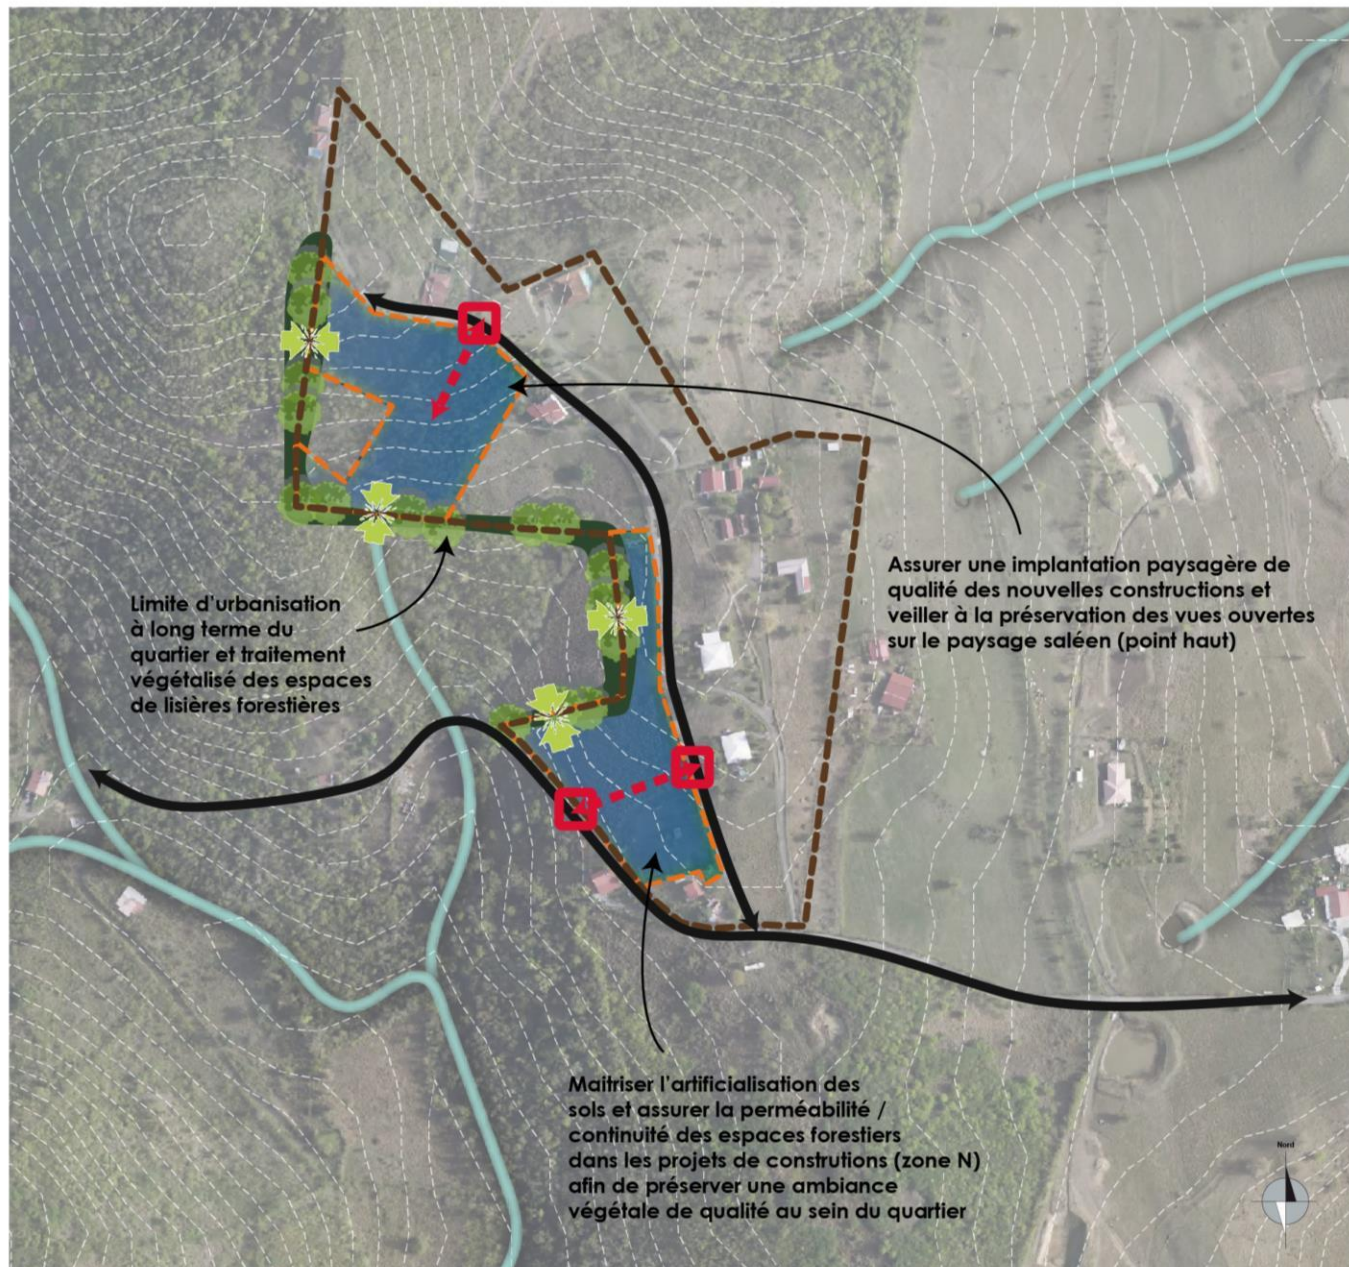 Assurer une implantation paysagère de
qualité des nouvelles constructions et
veiller à la préservation des vues ouvertes
sur le paysage saléen (point haut)
Limite d'urbanisation
à long terme du
quartier et traitement
végétalisé des espaces
de lisières forestières
Maitriser l'artificialisation des
sols et assurer la perméabilité /
continuité des espaces forestiers
dans les projets de construtions (zone N)
afin de préserver une ambiance
végétale de qualité au sein du quartier
Nord